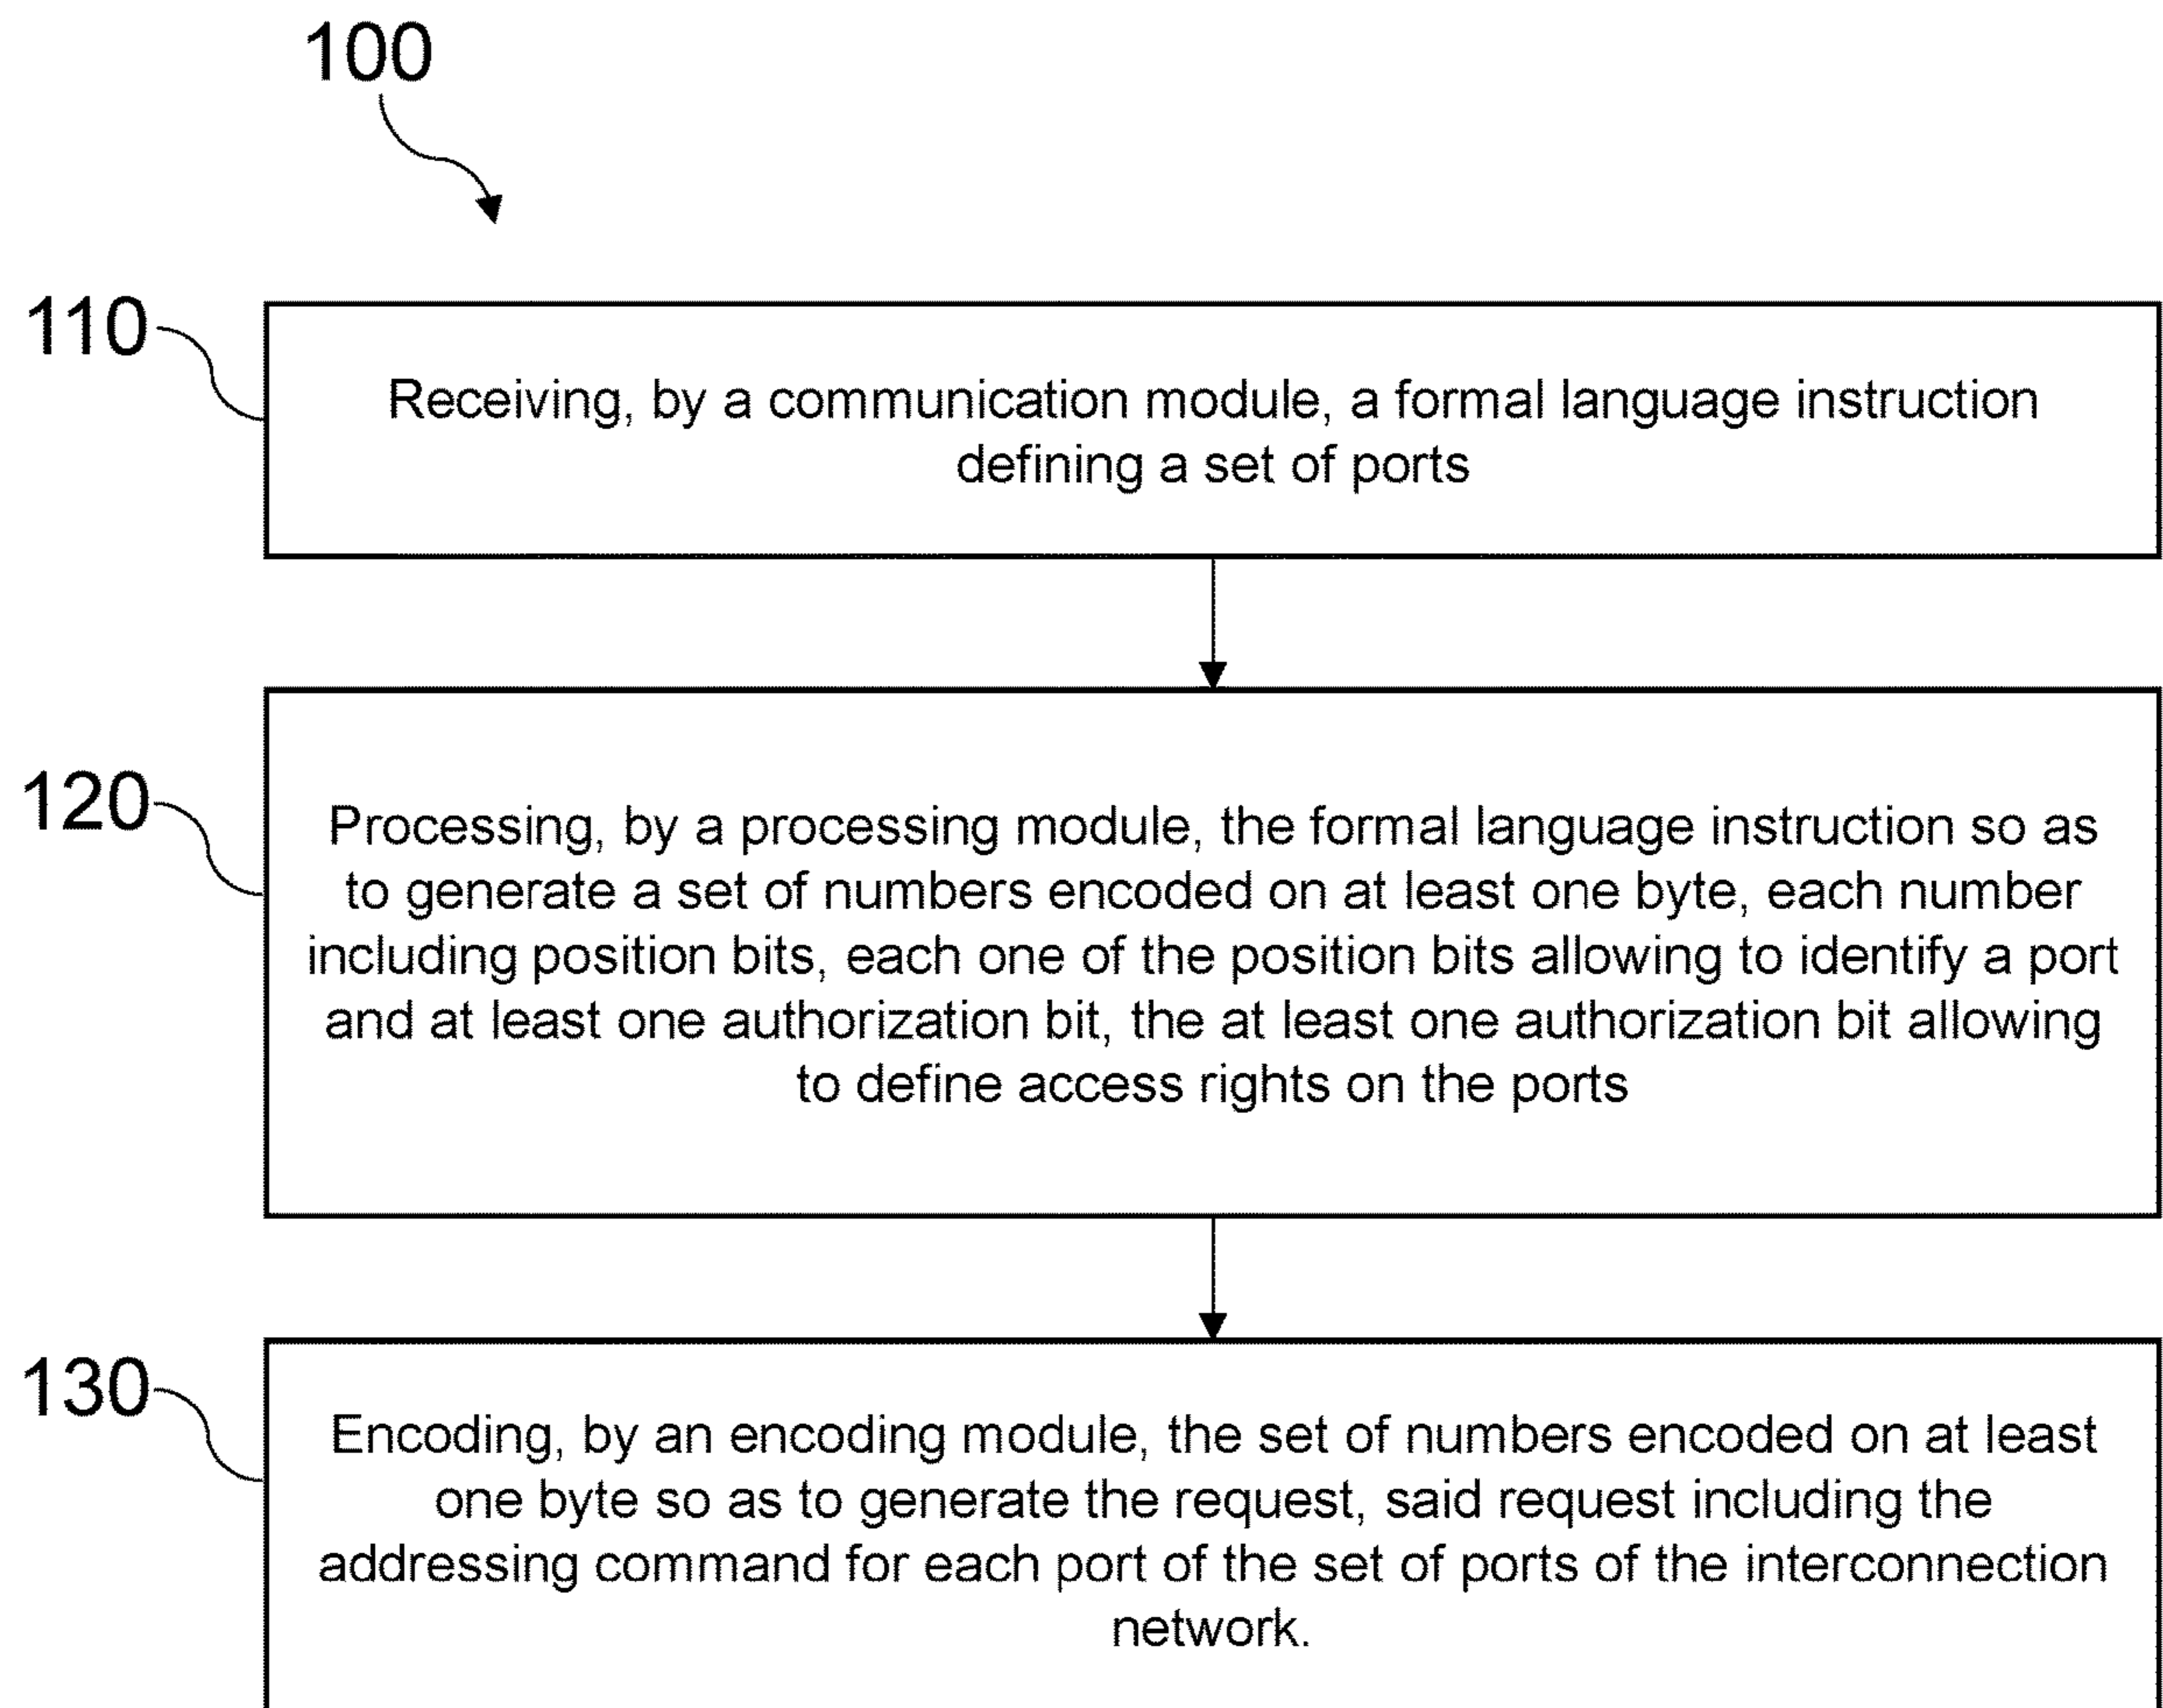 100
110
Receiving, by a communication module, a formal language instruction
defining a set of ports
120
Processing, by a processing module, the formal language instruction so as
to generate a set of numbers encoded on at least one byte, each number
including position bits, each one of the position bits allowing to identify a port
and at least one authorization bit, the at least one authorization bit allowing
to define access rights on the ports
130
Encoding, by an encoding module, the set of numbers encoded on at least
one byte so as to generate the request, said request including the
addressing command for each port of the set of ports of the interconnection
network.